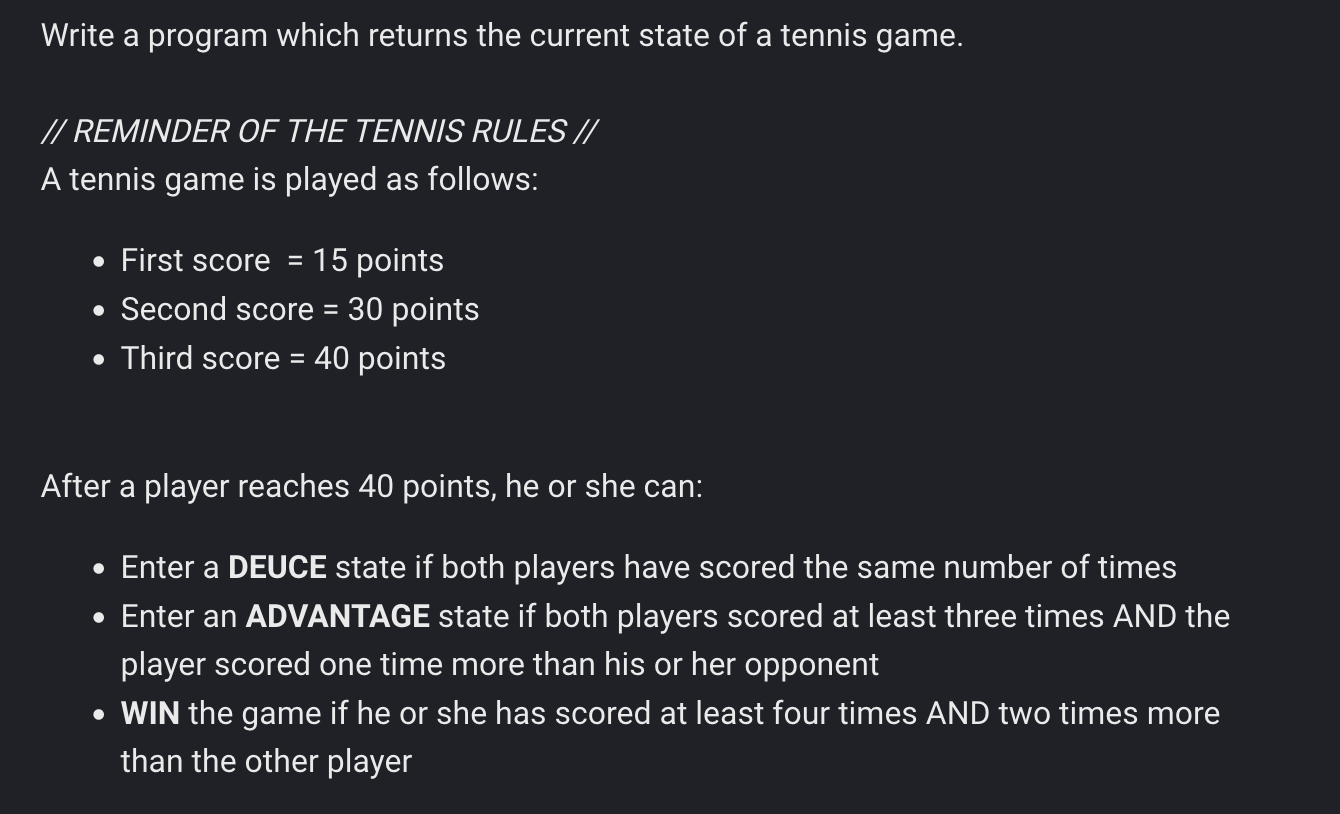 Write a program which returns the current state of a tennis game.
// REMINDER OF THE TENNIS RULES //
A tennis game is played as follows:
• First score  = 15 points
• Second score = 30 points
• Third score = 40 points
After a player reaches 40 points, he or she can:
• Enter a DEUCE state if both players have scored the same number of times
• Enter an ADVANTAGE state if both players scored at least three times AND the
player scored one time more than his or her opponent
• WIN the game if he or she has scored at least four times AND two times more
than the other player